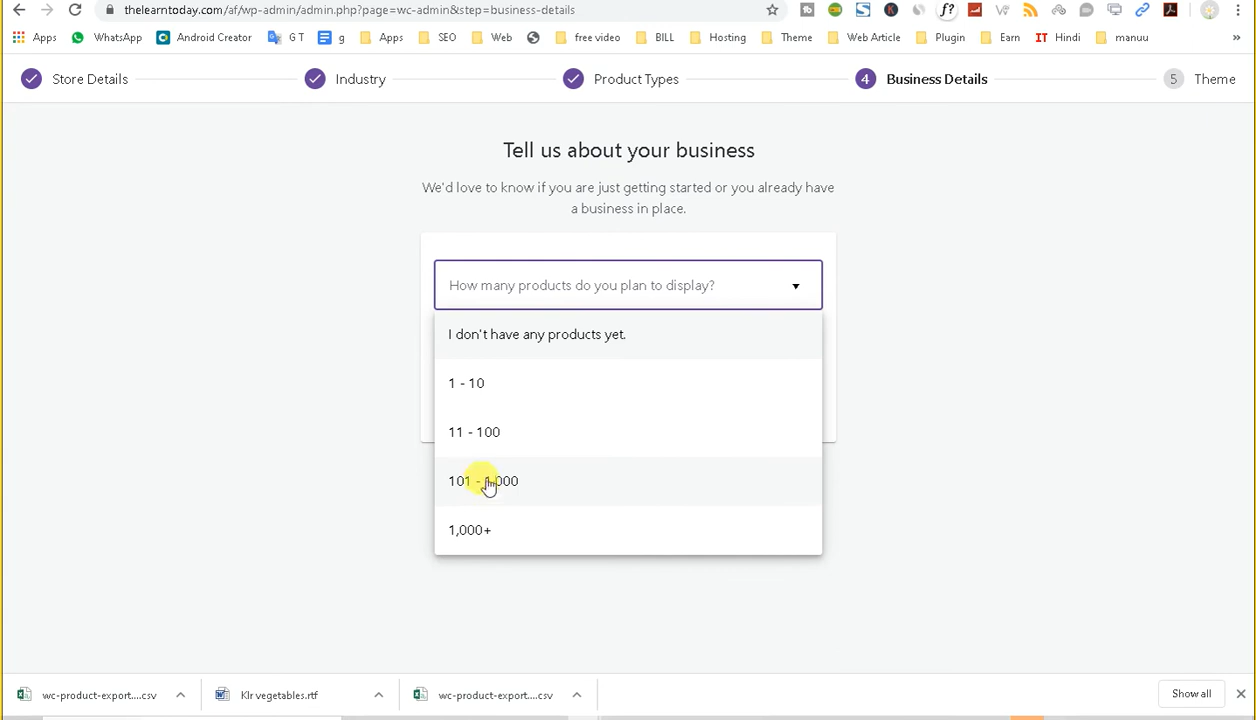 thelearntoday.com/af/wp-admin/admin.php?page=wc-admin&step=business-details
Apps WhatsApp Android Creator G T g Apps SEO Web free video BILL Hosting Theme Web Article Plugin Earn IT Hindi manuu »
Store Details Industry Product Types 4 Business Details 5 Theme
Tell us about your business
We'd love to know if you are just getting started or you already have
a business in place.
How many products do you plan to display?
I don't have any products yet.
1 - 10
11 - 100
101 - 1,000
1,000+
wc-product-export....csv Klr vegetables.rtf wc-product-export....csv Show all